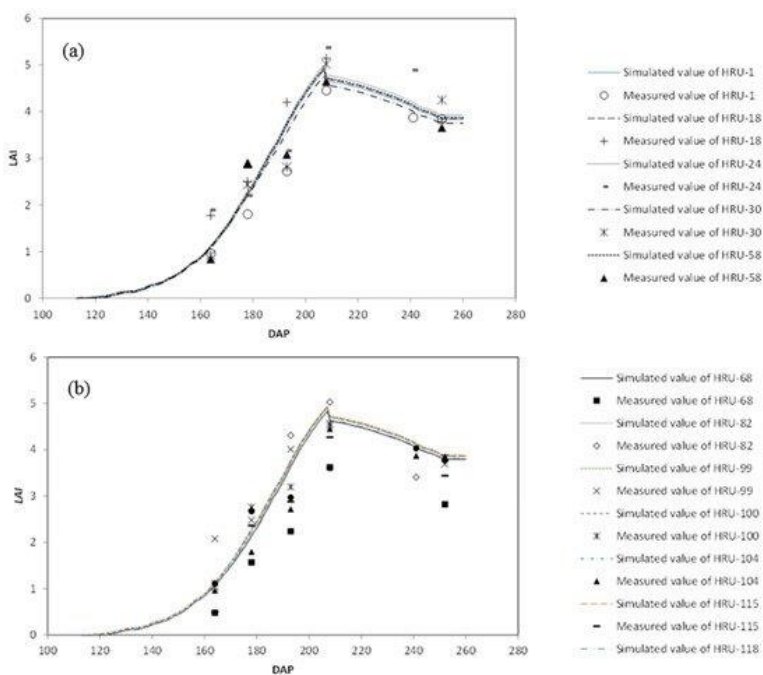 (a)
6
5
4
3
2
1
0
LAI
100 120 140 160 180 200 220 240 260 280
DAP
Simulated value of HRU-1
Measured value of HRU-1
Simulated value of HRU-18
Measured value of HRU-18
Simulated value of HRU-24
Measured value of HRU-24
Simulated value of HRU-30
Measured value of HRU-30
Simulated value of HRU-58
Measured value of HRU-58
(b)
6
5
4
3
2
1
0
LAI
100 120 140 160 180 200 220 240 260 280
DAP
Simulated value of HRU-68
Measured value of HRU-68
Simulated value of HRU-82
Measured value of HRU-82
Simulated value of HRU-99
Measured value of HRU-99
Simulated value of HRU-100
Measured value of HRU-100
Simulated value of HRU-104
Measured value of HRU-104
Simulated value of HRU-115
Measured value of HRU-115
Simulated value of HRU-118